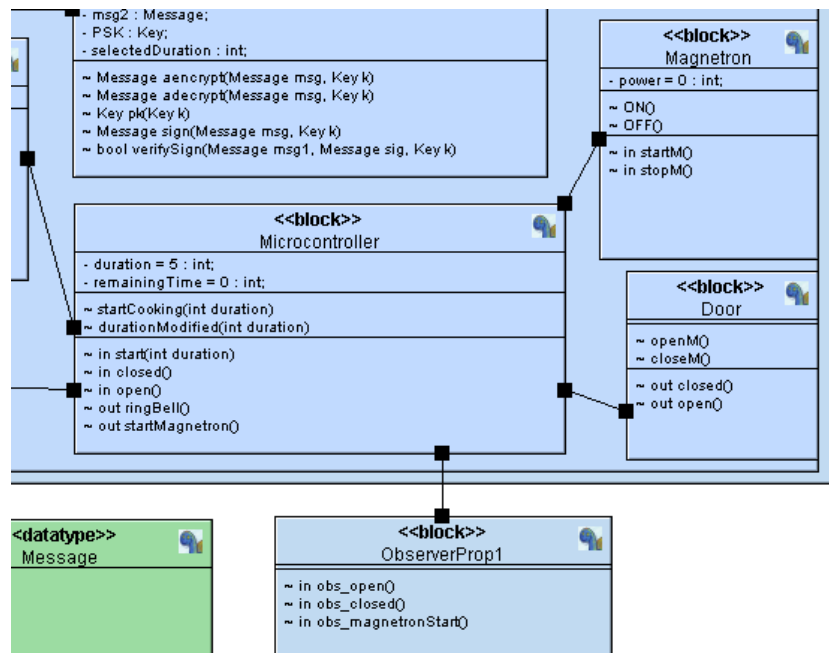 - msg2 : Message;
- PSK : Key;
- selectedDuration : int;
~ Message aencrypt(Message msg, Key k)
~ Message adecrypt(Message msg, Key k)
~ Key pk(Key k)
~ Message sign(Message msg, Key k)
~ bool verifySign(Message msg1, Message sig, Key k)
<<block>>
Magnetron
- power = 0 : int;
~ ON()
~ OFF()
~ in startM()
~ in stopM()
<<block>>
Microcontroller
- duration = 5 : int;
- remainingTime = 0 : int;
~ startCooking(int duration)
~ durationModified(int duration)
~ in start(int duration)
~ in closed()
~ in open()
~ out ringBell()
~ out startMagnetron()
<<block>>
Door
~ openM()
~ closeM()
~ out closed()
~ out open()
<datatype>>
Message
<<block>>
ObserverProp1
~ in obs_open()
~ in obs_closed()
~ in obs_magnetronStart()